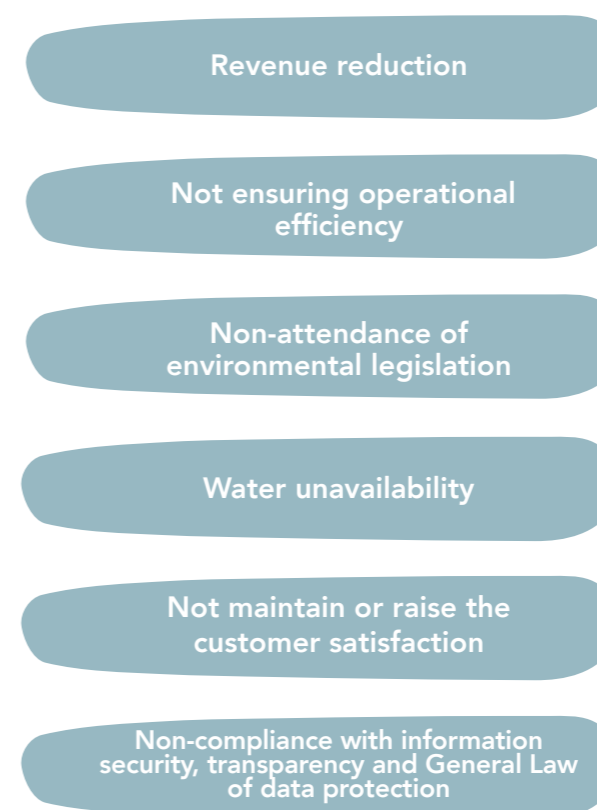 Revenue reduction
Not ensuring operational
efficiency
Non-attendance of
environmental legislation
Water unavailability
Not maintain or raise the
customer satisfaction
Non-compliance with information
security, transparency and General Law
of data protection